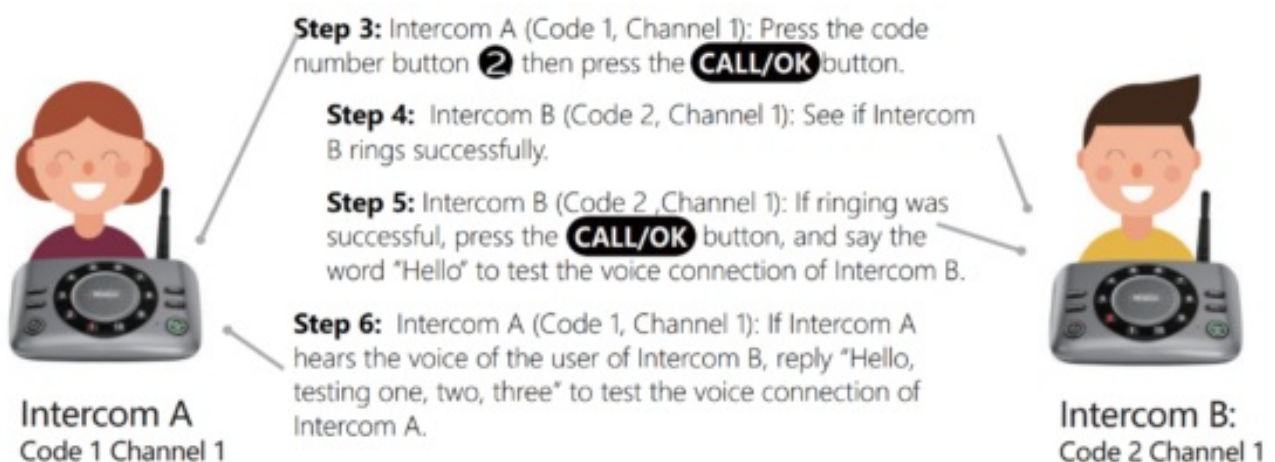 Step 3: Intercom A (Code 1, Channel 1): Press the code
number button 2 then press the CALL/OK button.
Step 4: Intercom B (Code 2, Channel 1): See if Intercom
B rings successfully.
Step 5: Intercom B (Code 2 ,Channel 1): If ringing was
successful, press the CALL/OK button, and say the
word "Hello" to test the voice connection of Intercom B.
Step 6: Intercom A (Code 1, Channel 1): If Intercom A
hears the voice of the user of Intercom B, reply "Hello,
testing one, two, three" to test the voice connection of
Intercom A.
Intercom A
Code 1 Channel 1
Intercom B:
Code 2 Channel 1